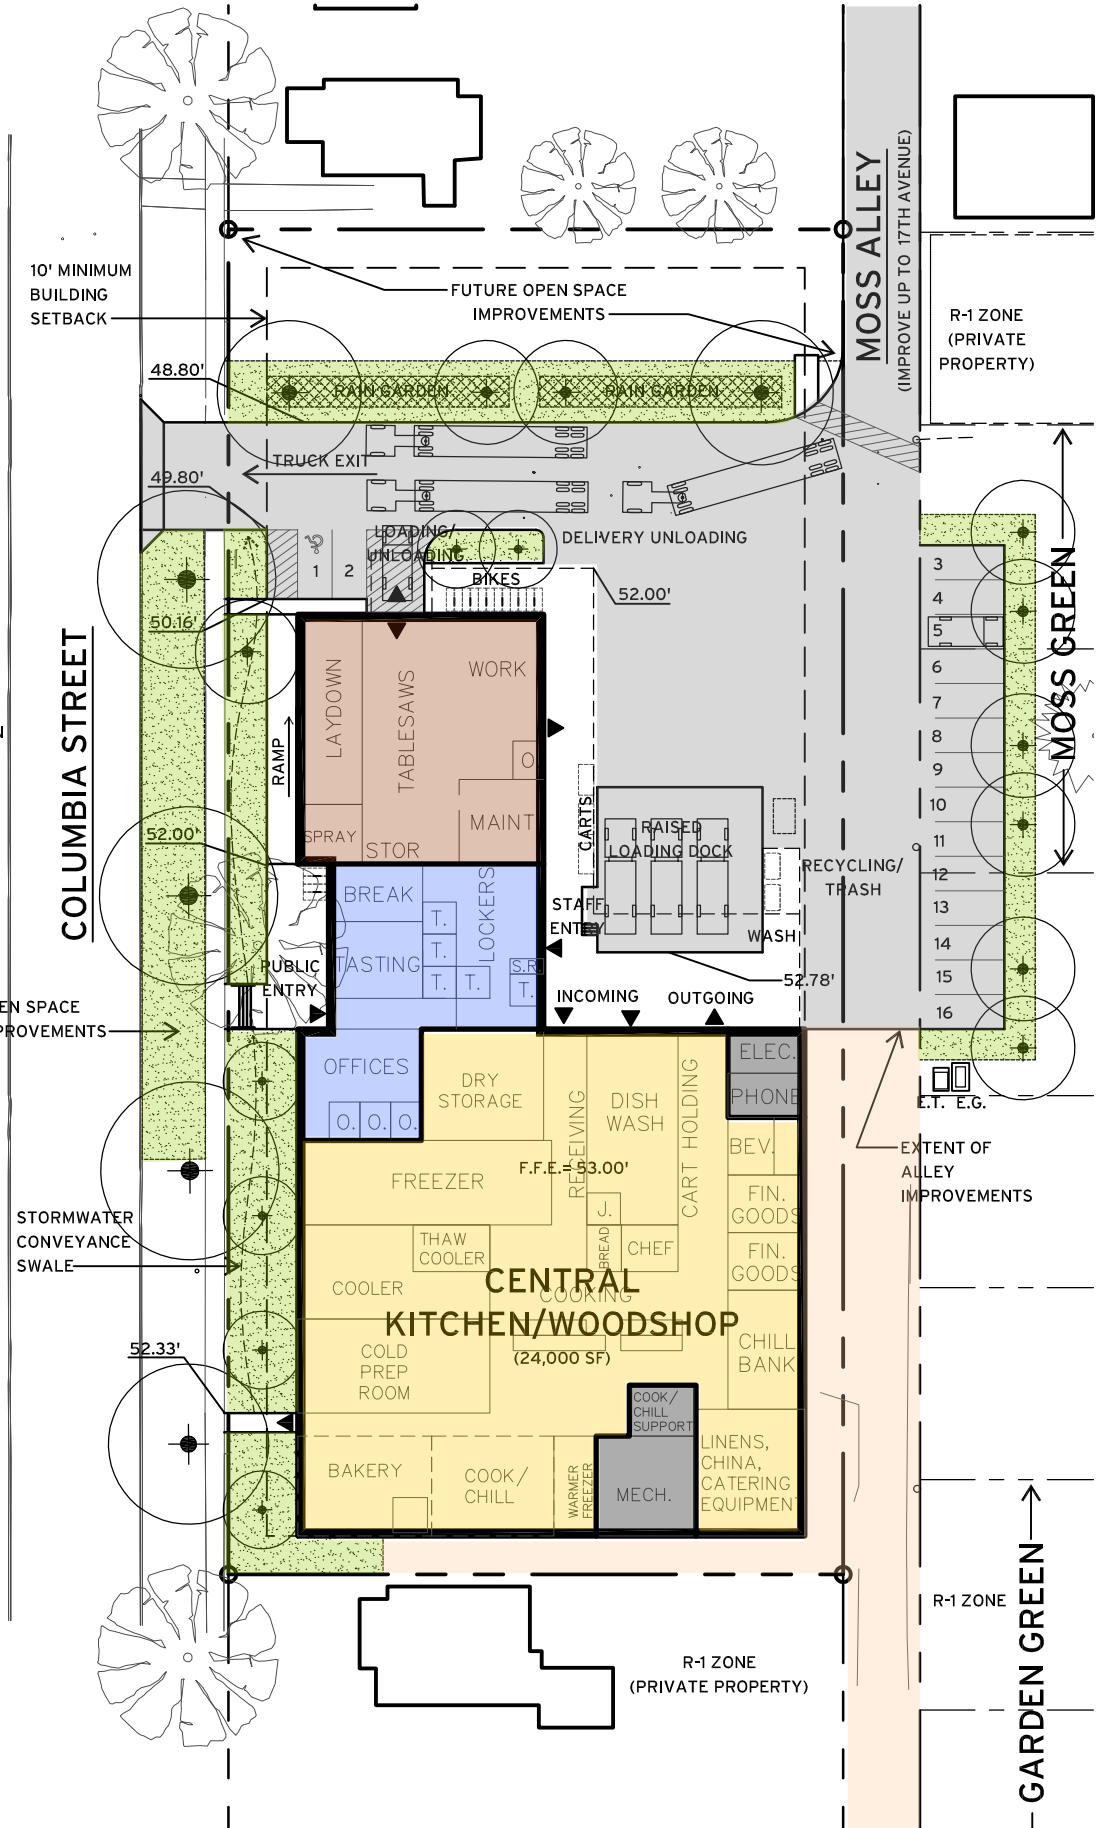 MOSS ALLEY
(IMPROVE UP TO 17TH AVENUE)
10' MINIMUM
BUILDING
SETBACK
FUTURE OPEN SPACE
IMPROVEMENTS
R-1 ZONE
(PRIVATE
PROPERTY)
48.80'
RAIN GARDEN
RAIN GARDEN
TRUCK EXIT
49.80'
LOADING/
UNLOADING
DELIVERY UNLOADING
1
2
BIKES
52.00'
3
4
5
6
7
8
9
10
11
12
13
14
15
16
MOSS GREEN
50.16'
COLUMBIA STREET
RAMP
LAYDOWN
TABLESAWS
WORK
O
MAINT
SPRAY
STOR
52.00'
CARTS
RAISED
LOADING DOCK
RECYCLING/
TRASH
BREAK
LOCKERS
T.
T.
T.
T.
TASTING
S.R.
T.
STAFF
ENTRY
WASH
PUBLIC
ENTRY
52.78'
INCOMING
OUTGOING
EN SPACE
PROVEMENTS
OFFICES
O.
O.
O.
DRY
STORAGE
RECEIVING
DISH
WASH
CART HOLDING
ELEC.
PHONE
E.T.
E.G.
BEV.
EXTENT OF
ALLEY
IMPROVEMENTS
F.F.E.= 53.00'
FREEZER
J.
FIN.
GOODS
STORMWATER
CONVEYANCE
SWALE
THAW
COOLER
BREAD
CHEF
FIN.
GOODS
COOLER
COOKING
CENTRAL
KITCHEN/WOODSHOP
(24,000 SF)
52.33'
COLD
PREP
ROOM
CHILL
BANK
COOK/
CHILL
SUPPORT
BAKERY
COOK/
CHILL
WARMER
FREEZER
MECH.
LINENS,
CHINA,
CATERING
EQUIPMENT
R-1 ZONE
GARDEN GREEN
R-1 ZONE
(PRIVATE PROPERTY)